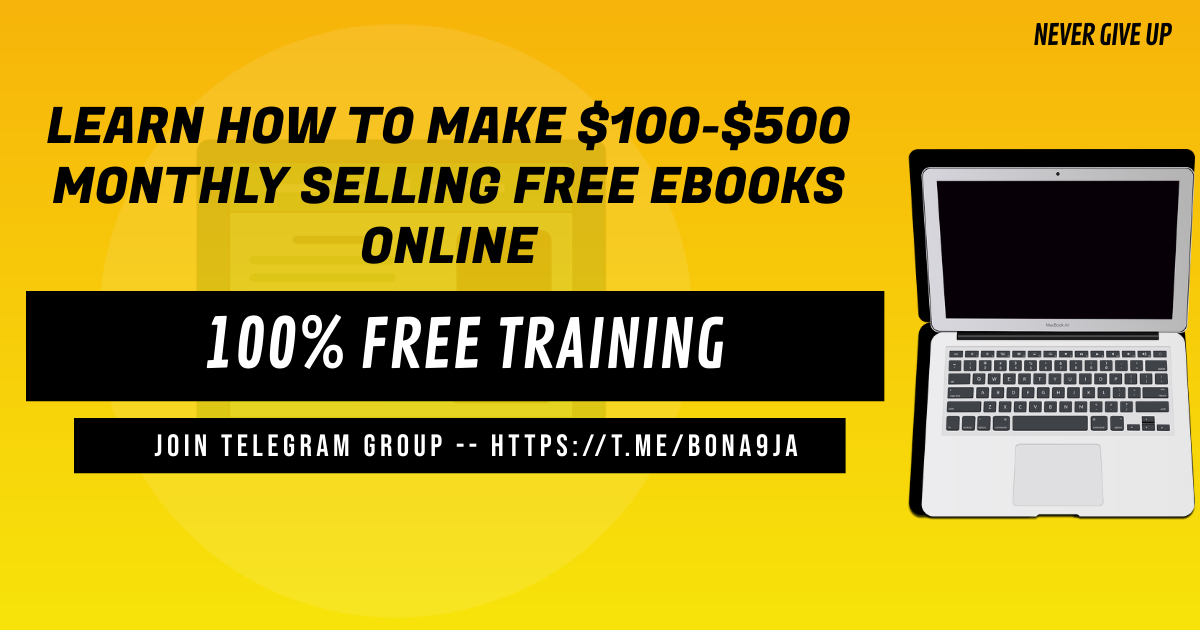 NEVER GIVE UP
LEARN HOW TO MAKE $100-$500
MONTHLY SELLING FREE EBOOKS
ONLINE
100% FREE TRAINING
JOIN TELEGRAM GROUP -- HTTPS://T.ME/BONA9JA